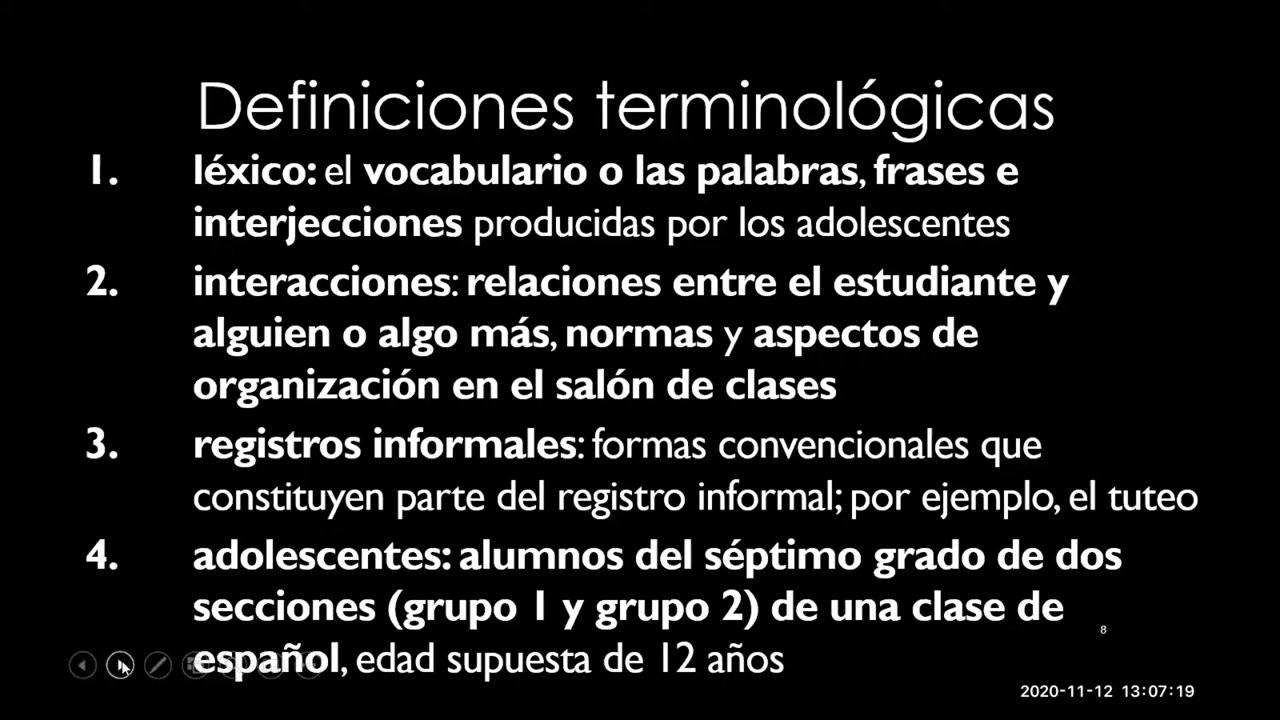 Definiciones terminológicas
1. léxico: el vocabulario o las palabras, frases e
interjecciones producidas por los adolescentes
2. interacciones: relaciones entre el estudiante y
alguien o algo más, normas y aspectos de
organización en el salón de clases
3. registros informales: formas convencionales que
constituyen parte del registro informal; por ejemplo, el tuteo
4. adolescentes: alumnos del séptimo grado de dos
secciones (grupo 1 y grupo 2) de una clase de
español, edad supuesta de 12 años
8
2020-11-12 13:07:19